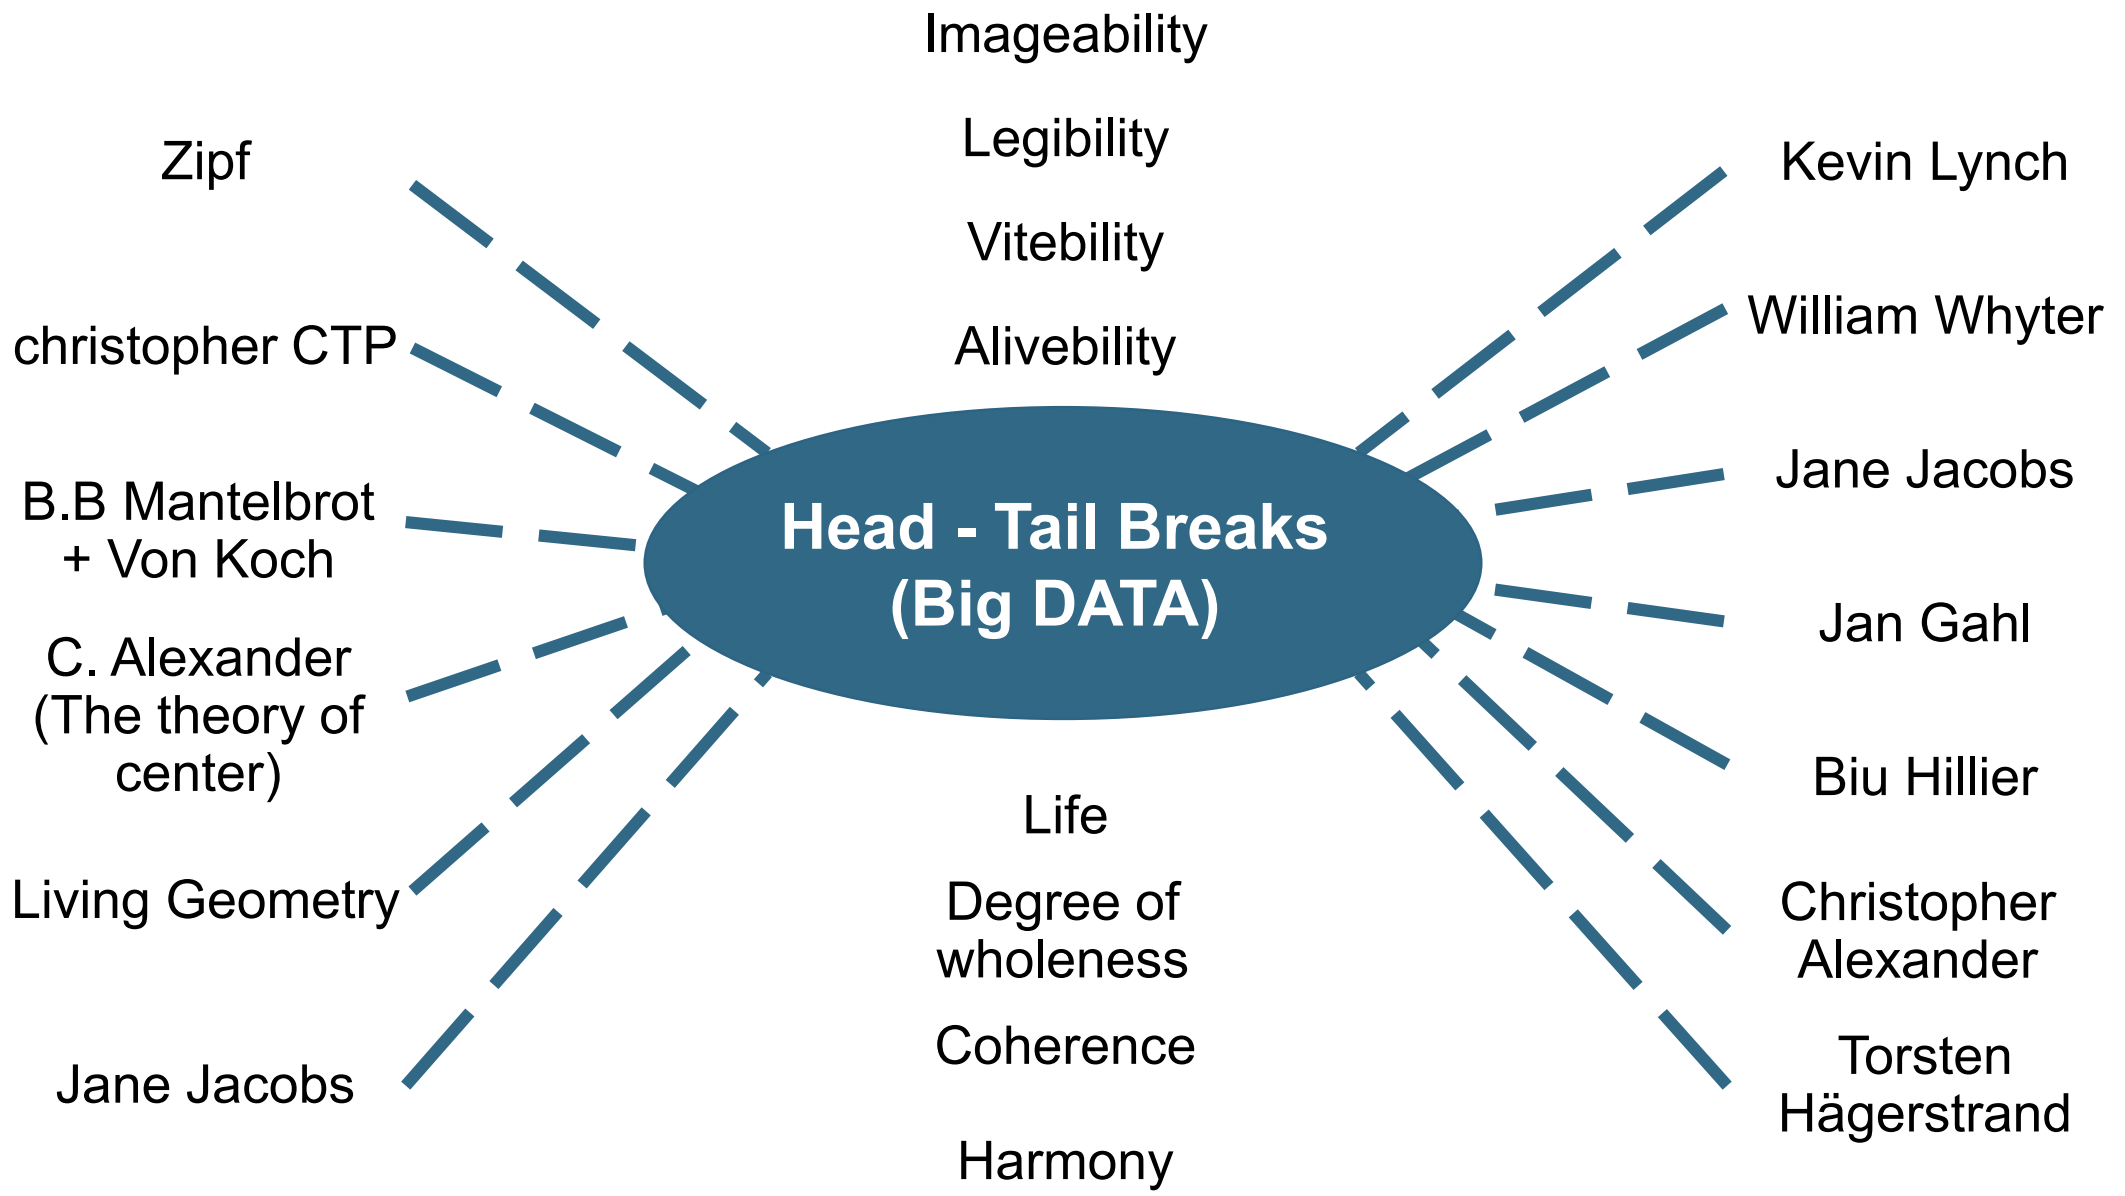 Imageability
Legibility
Vitebility
Alivebility
Zipf
christopher CTP
B.B Mantelbrot
+ Von Koch
C. Alexander
(The theory of
center)
Living Geometry
Jane Jacobs
Head - Tail Breaks
(Big DATA)
Kevin Lynch
William Whyter
Jane Jacobs
Jan Gahl
Biu Hillier
Christopher
Alexander
Torsten
Hägerstrand
Life
Degree of
wholeness
Coherence
Harmony